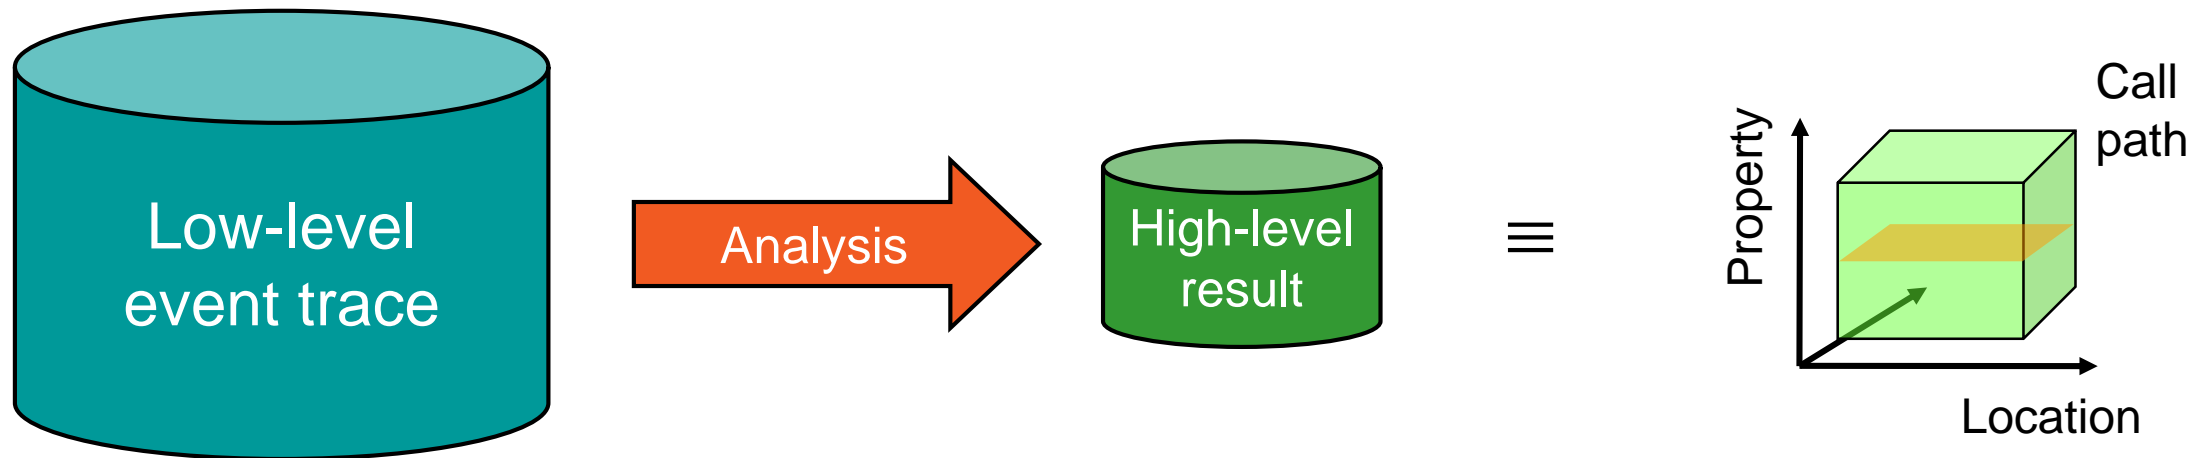 Low-level
event trace
Analysis
High-level
result
≡
Property
Call
path
Location